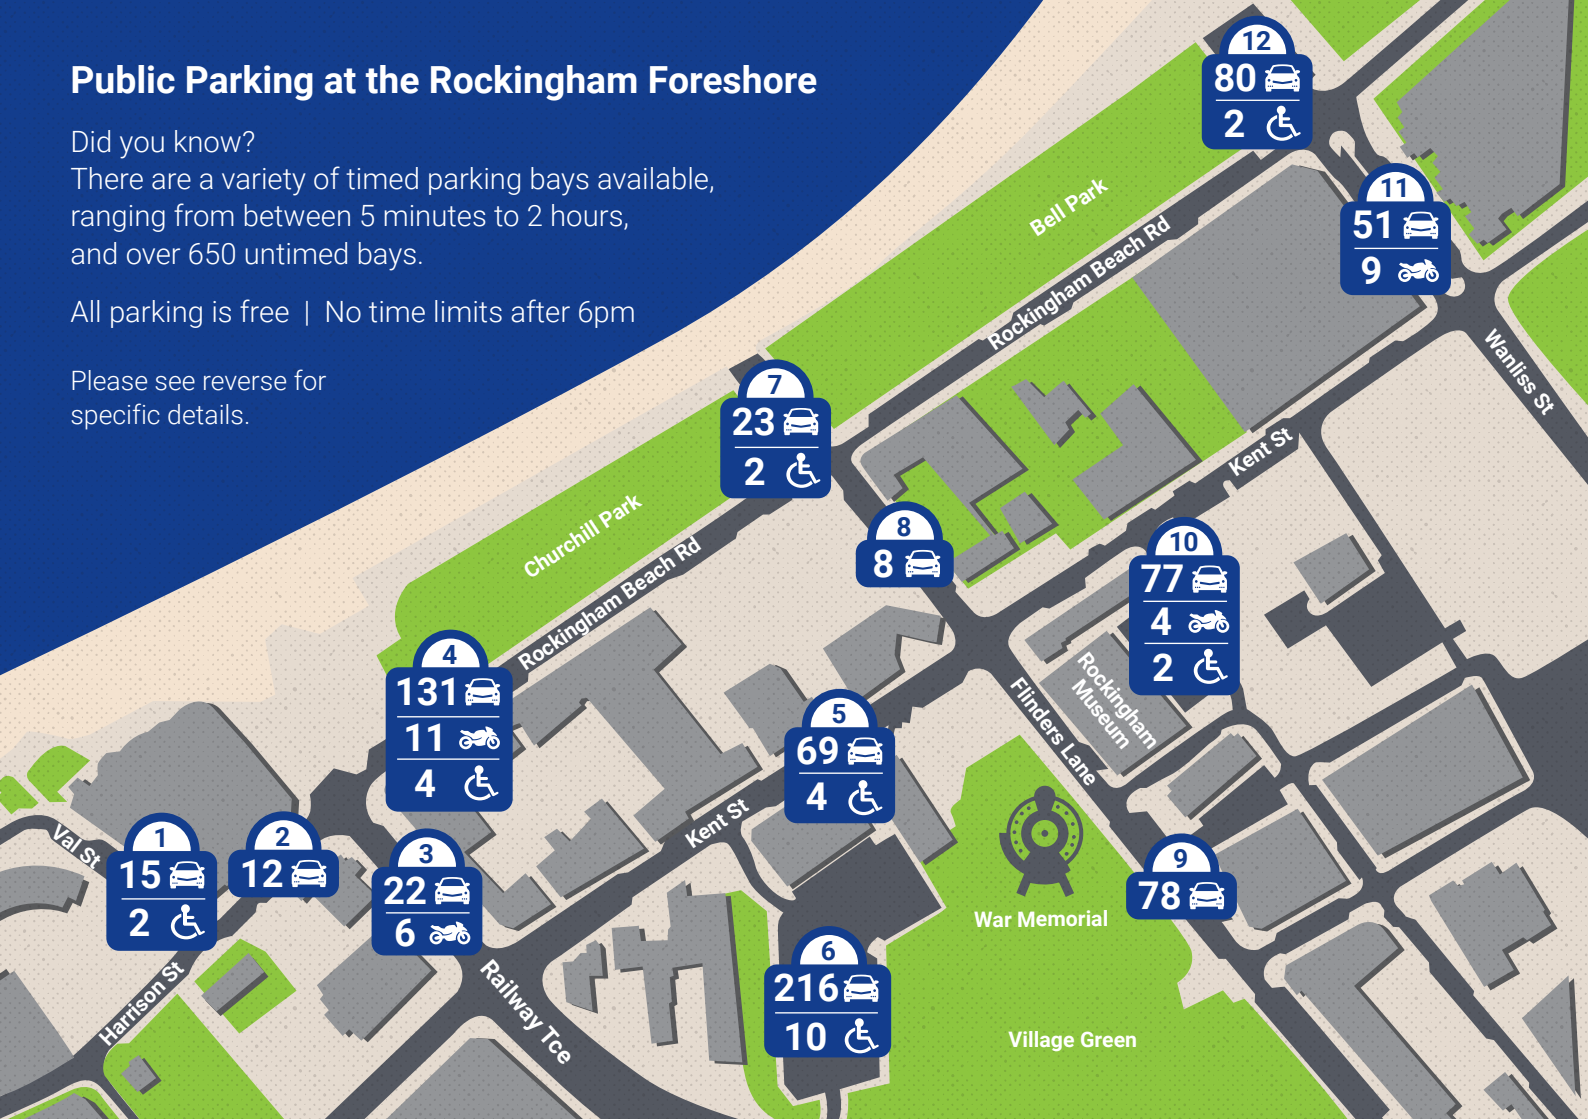 Public Parking at the Rockingham Foreshore
Did you know?
There are a variety of timed parking bays available,
ranging from between 5 minutes to 2 hours,
and over 650 untimed bays.
All parking is free | No time limits after 6pm
Please see reverse for
specific details.
12
80
2
11
51
9
Bell Park
Rockingham Beach Rd
Wanliss St
7
23
2
Kent St
Churchill Park
Rockingham Beach Rd
8
8
10
77
4
2
4
131
11
4
Rockingham
Museum
Flinders Lane
5
69
4
Kent St
Val St
1
15
2
2
12
3
22
6
9
78
War Memorial
6
216
10
Harrison St
Railway Tce
Village Green